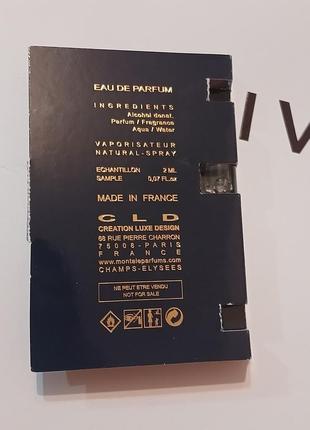 EAU DE PARFUM
INGREDIENTS
Alcohol denat.
Parfum / Fragrance
Aqua / Water
VAPORISATEUR
NATURAL-SPRAY
ECHANTILLON 2 ML
SAMPLE 0,07 Fl.oz
MADE IN FRANCE
CLD
CREATION LUXE DESIGN
68 RUE PIERRE CHARRON
75008-PARIS
FRANCE
www.montaleparfums.com
CHAMPS-ELYSEES
NE PEUT ETRE VENDU
NOT FOR SALE